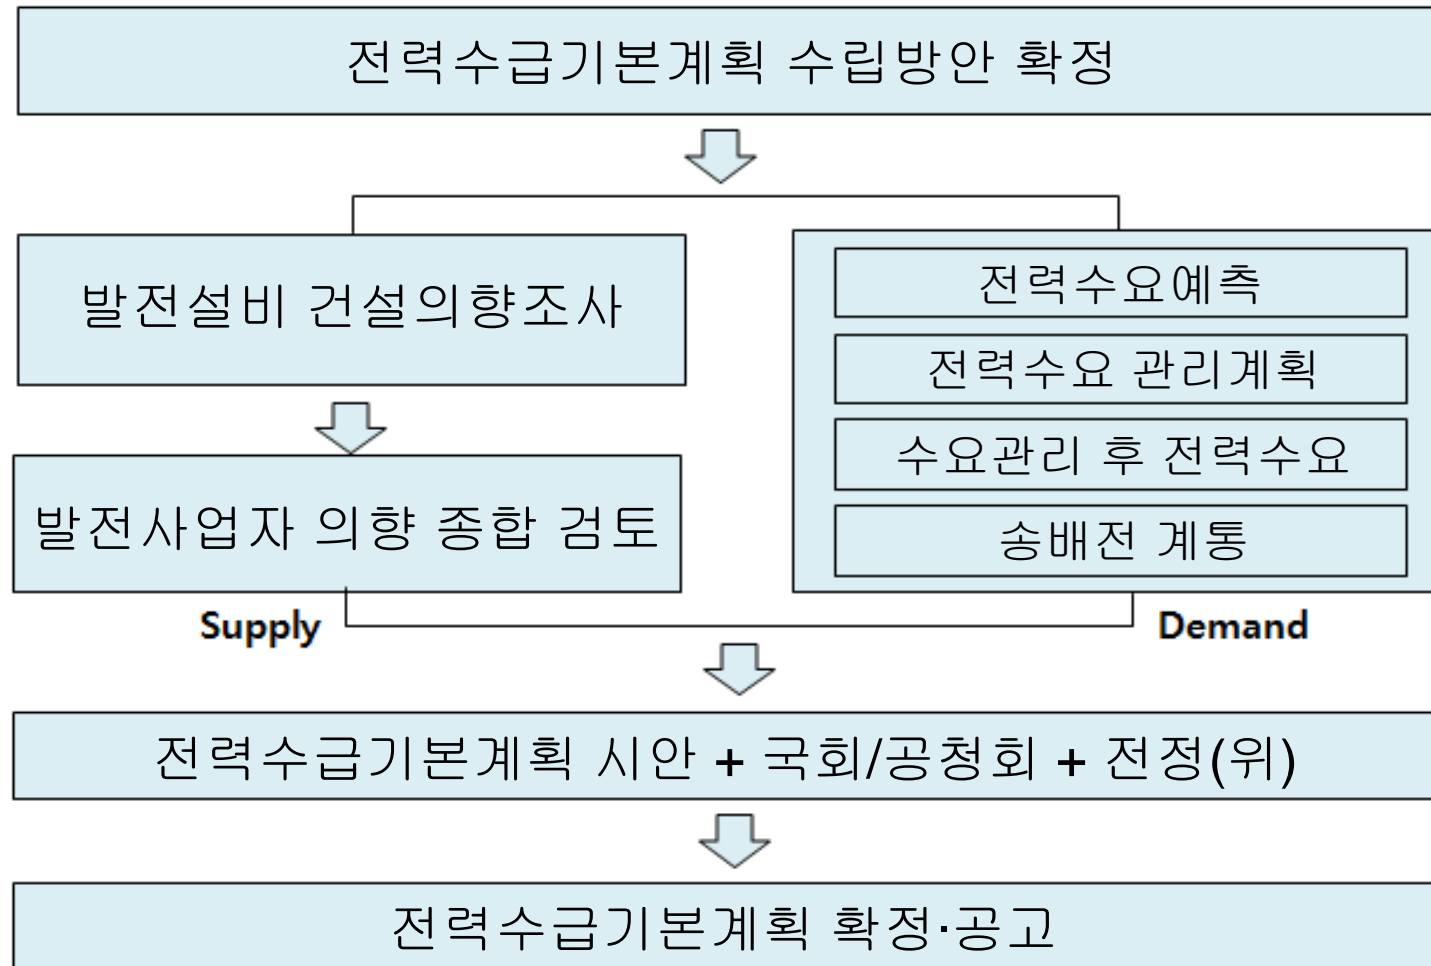 전력수급기본계획 수립방안 확정
발전설비 건설의향조사
발전사업자 의향 종합 검토
Supply
전력수요예측
전력수요 관리계획
수요관리 후 전력수요
송배전 계통
Demand
전력수급기본계획 시안 + 국회/공청회 + 전정(위)
전력수급기본계획 확정·공고